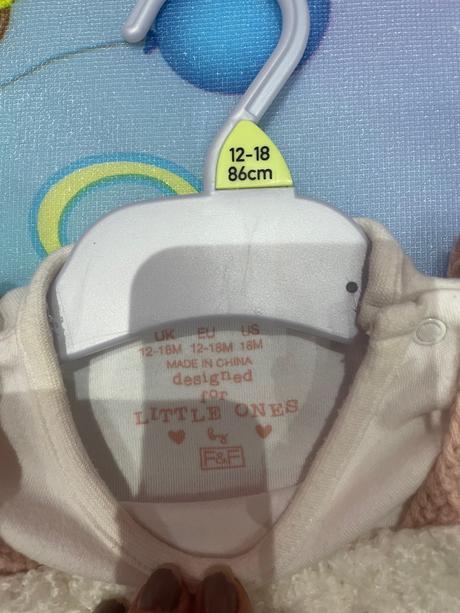 12-18
86cm
UK EU US
12-18M 12-18M 18M
MADE IN CHINA
designed
for
LITTLE ONES
by
F&F